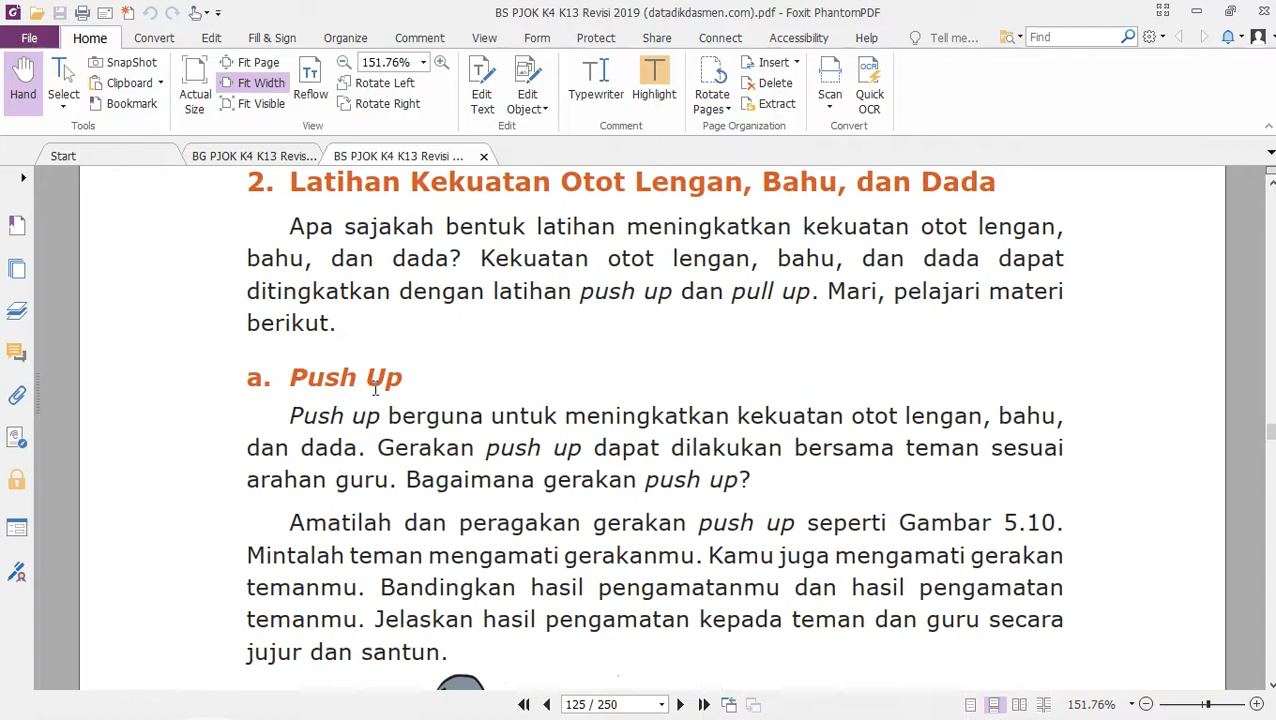 BS PJOK K4 K13 Revisi 2019 (datadikdasmen.com).pdf - Foxit PhantomPDF
File Home Convert Edit Fill & Sign Organize Comment View Form Protect Share Connect Accessibility Help Tell me... Find
Hand
Select
SnapShot
Clipboard
Bookmark
Tools
Actual
Size
Fit Page
Fit Width
Fit Visible
Reflow
151.76%
Rotate Left
Rotate Right
View
Edit
Text
Edit
Object
Edit
Typewriter
Highlight
Comment
Rotate
Pages
Insert
Delete
Extract
Page Organization
Scan
Quick
OCR
Convert
Start BG PJOK K4 K13 Revis... BS PJOK K4 K13 Revisi ...
2. Latihan Kekuatan Otot Lengan, Bahu, dan Dada
Apa sajakah bentuk latihan meningkatkan kekuatan otot lengan,
bahu, dan dada? Kekuatan otot lengan, bahu, dan dada dapat
ditingkatkan dengan latihan push up dan pull up. Mari, pelajari materi
berikut.
a. Push Up
Push up berguna untuk meningkatkan kekuatan otot lengan, bahu,
dan dada. Gerakan push up dapat dilakukan bersama teman sesuai
arahan guru. Bagaimana gerakan push up?
Amatilah dan peragakan gerakan push up seperti Gambar 5.10.
Mintalah teman mengamati gerakanmu. Kamu juga mengamati gerakan
temanmu. Bandingkan hasil pengamatanmu dan hasil pengamatan
temanmu. Jelaskan hasil pengamatan kepada teman dan guru secara
jujur dan santun.
125 / 250
151.76%